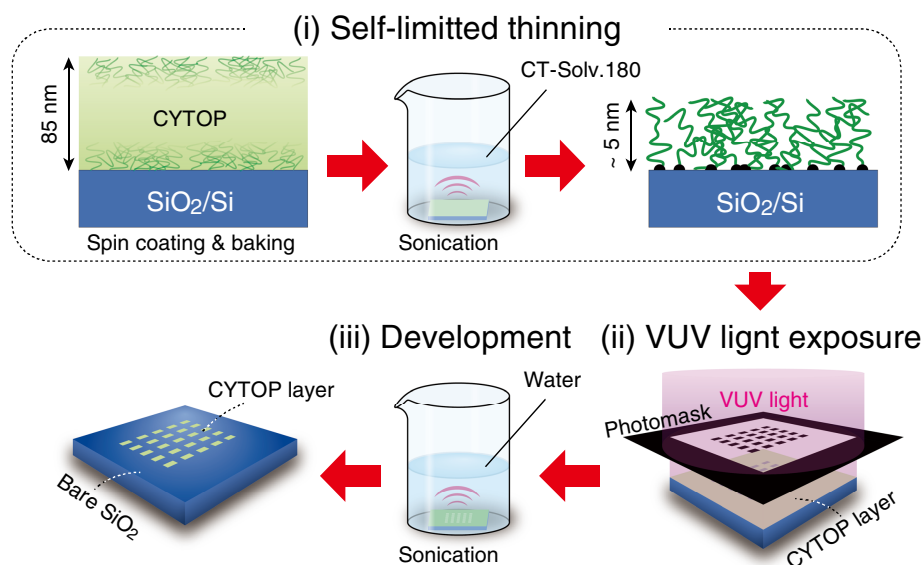 (i) Self-limitted thinning
85 nm
CYTOP
SiO₂/Si
Spin coating & baking
CT-Solv.180
Sonication
~ 5 nm
SiO₂/Si
(iii) Development
(ii) VUV lignt exposure
CYTOP layer
Bare SiO₂
Water
Sonication
VUV light
Photomask
CYTOP layer